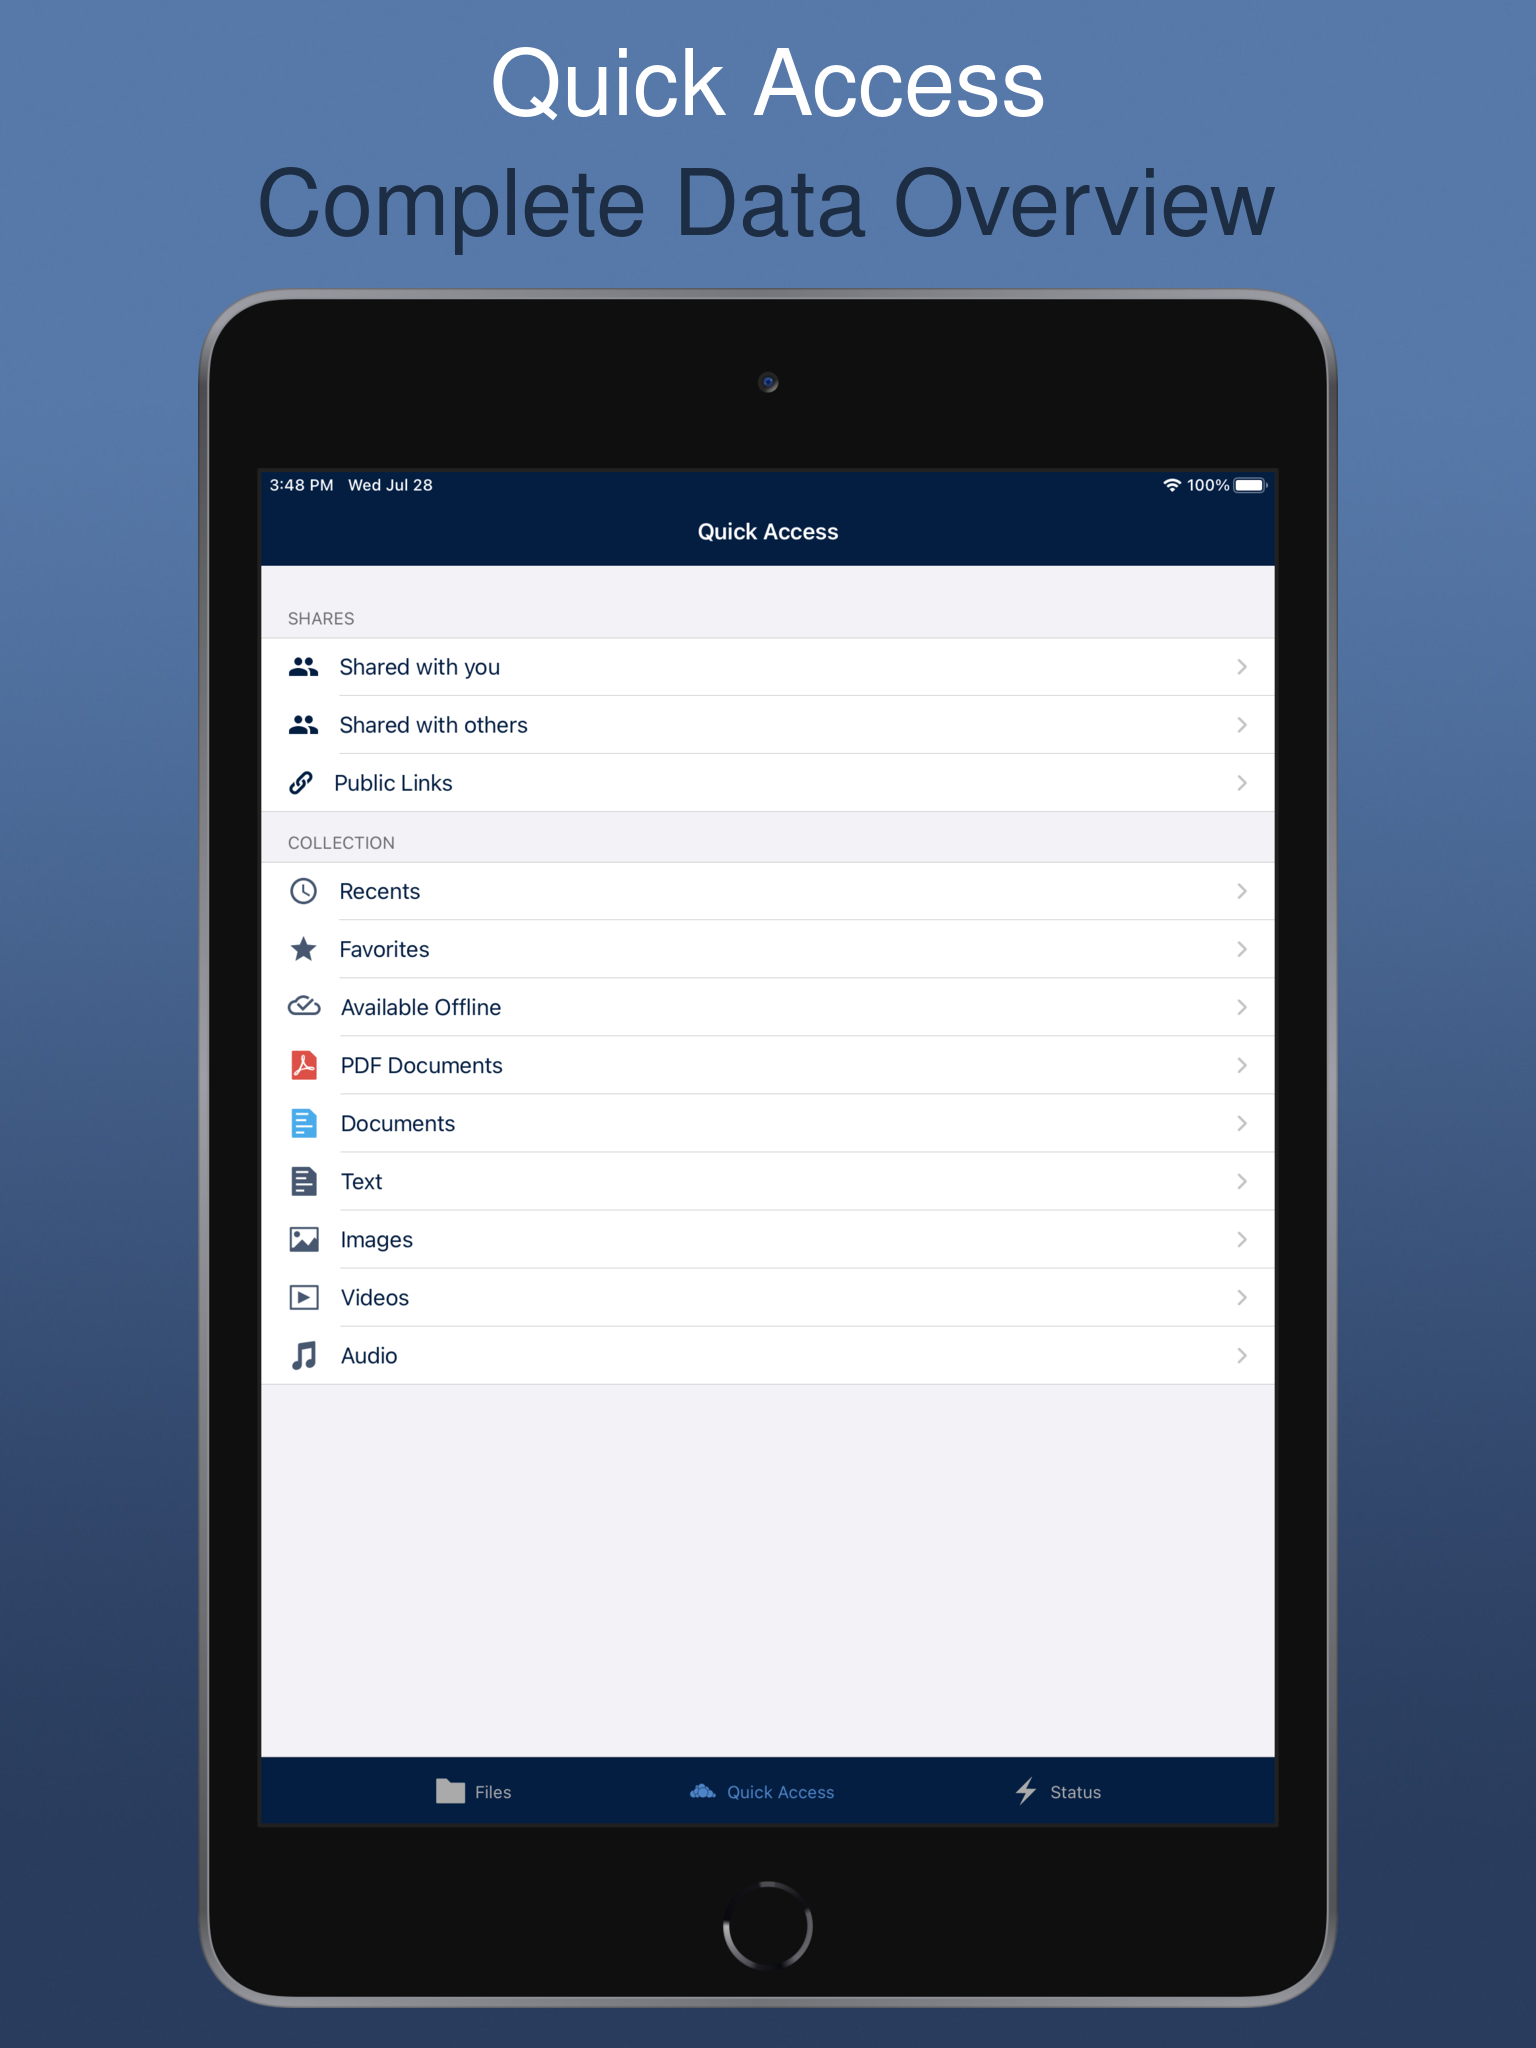 Quick Access
Complete Data Overview
3:48 PM Wed Jul 28 100%
Quick Access
SHARES
Shared with you
Shared with others
Public Links
COLLECTION
Recents
Favorites
Available Offline
PDF Documents
Documents
Text
Images
Videos
Audio
Files Quick Access Status